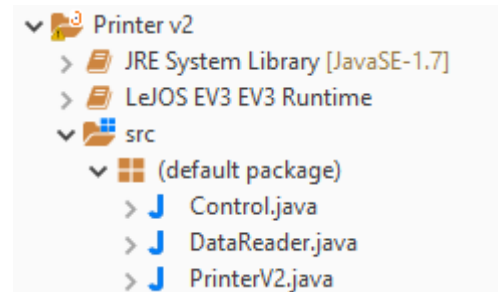 Printer v2
JRE System Library [JavaSE-1.7]
LeJOS EV3 EV3 Runtime
src
(default package)
Control.java
DataReader.java
PrinterV2.java